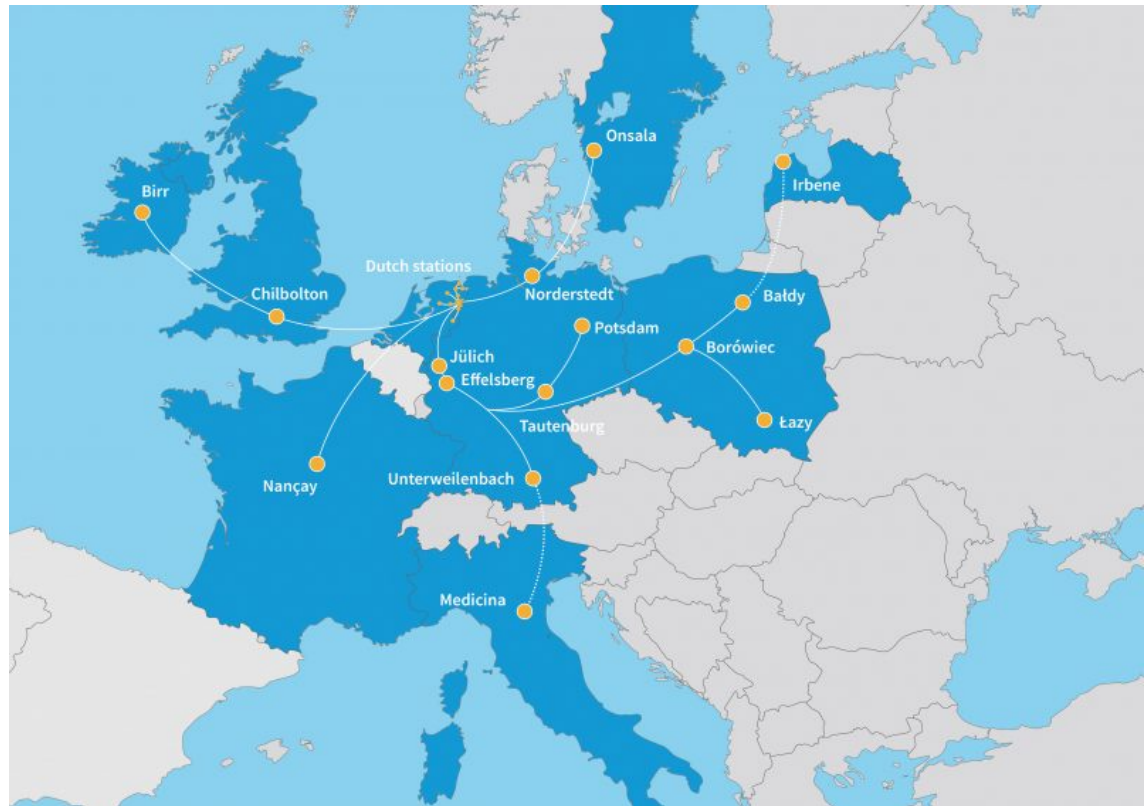 Onsala
Irbene
Birr
Dutch stations
Chilbolton
Norderstedt
Bałdy
Potsdam
Borówiec
Jülich
Effelsberg
Tautenburg
Łazy
Nançay
Unterweilenbach
Medicina